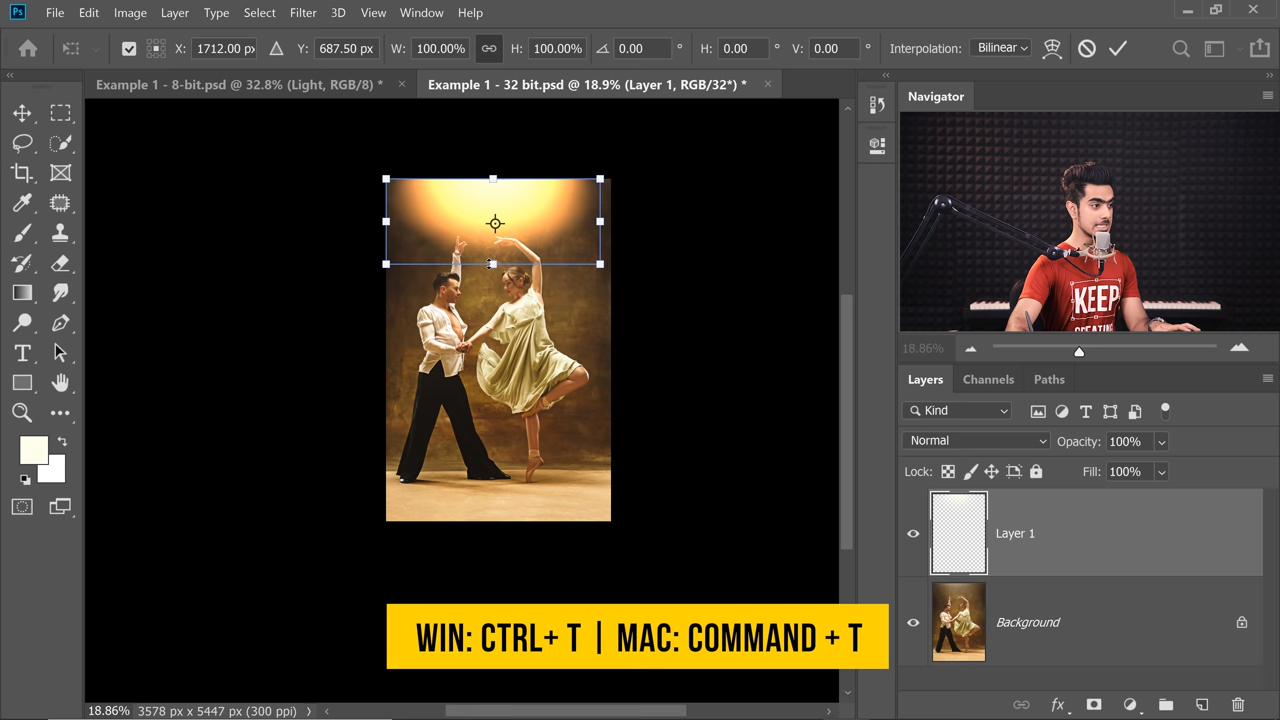 Ps File Edit Image Layer Type Select Filter 3D View Window Help
X: 1712.00 px Y: 687.50 px W: 100.00% H: 100.00% 0.00 ° H: 0.00 ° V: 0.00 ° Interpolation: Bilinear
Example 1 - 8-bit.psd @ 32.8% (Light, RGB/8) * × Example 1 - 32 bit.psd @ 18.9% (Layer 1, RGB/32*) * ×
Navigator
KEEP
CREATING
18.86%
Layers Channels Paths
Kind
Normal Opacity: 100%
Lock: Fill: 100%
Layer 1
Background
WIN: CTRL+ T | MAC: COMMAND + T
18.86% 3578 px x 5447 px (300 ppi)